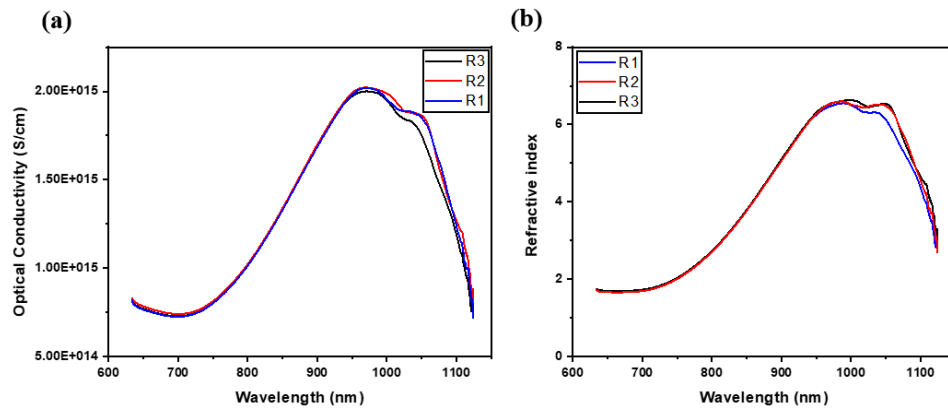 (a)
Optical Conductivity (S/cm)
2.00E+015
1.50E+015
1.00E+015
5.00E+014
R3
R2
R1
600 700 800 900 1000 1100
Wavelength (nm)
(b)
Refractive index
8
6
4
2
0
R1
R2
R3
600 700 800 900 1000 1100
Wavelength (nm)